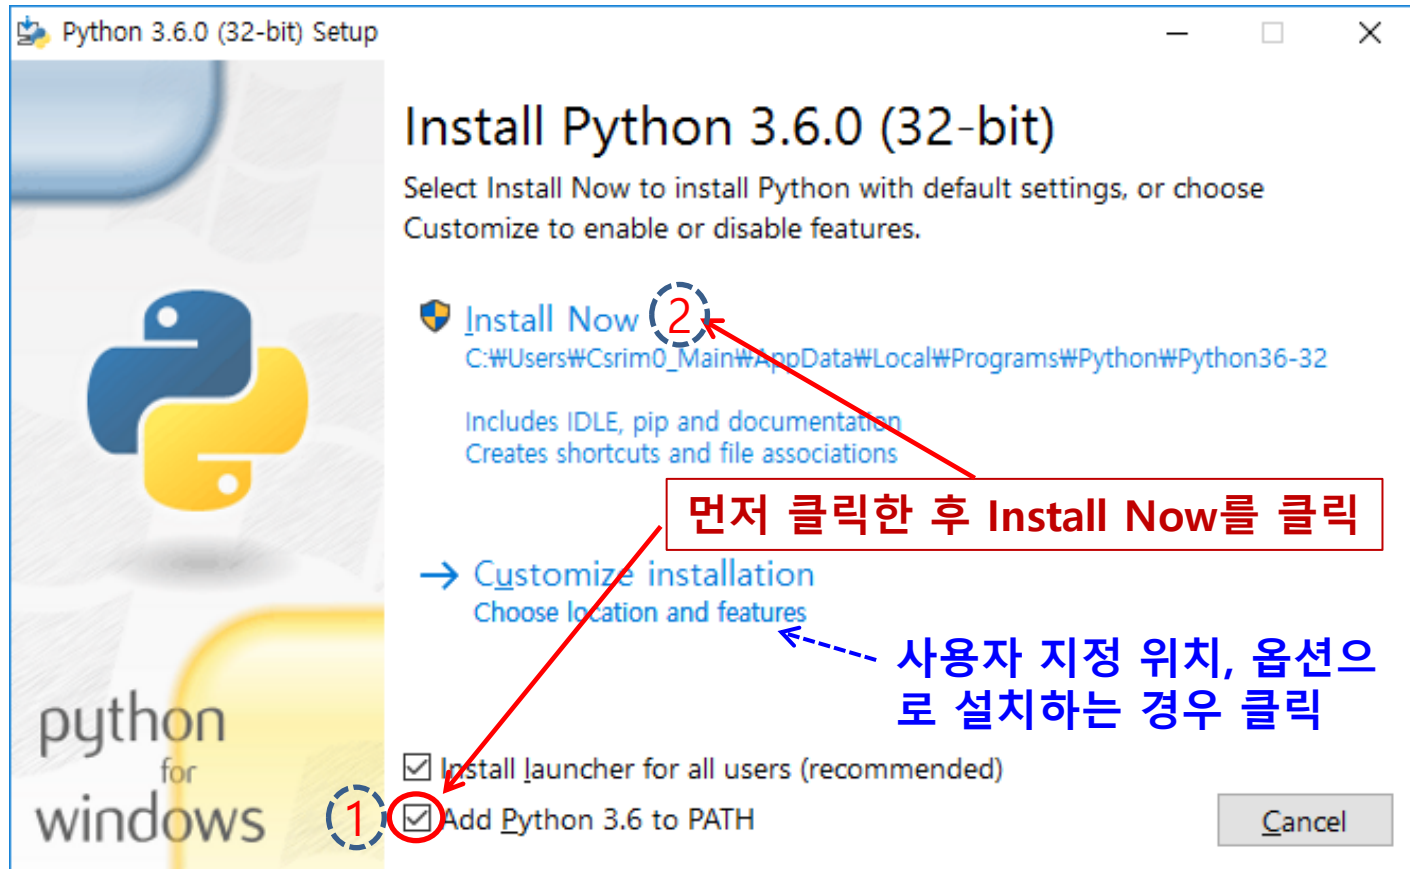 Python 3.6.0 (32-bit) Setup
Install Python 3.6.0 (32-bit)
Select Install Now to install Python with default settings, or choose
Customize to enable or disable features.
Install Now 2
C:₩Users₩Csrim0_Main₩AppData₩Local₩Programs₩Python₩Python36-32
Includes IDLE, pip and documentation
Creates shortcuts and file associations
먼저 클릭한 후 Install Now를 클릭
Customize installation
Choose location and features
사용자 지정 위치, 옵션으
로 설치하는 경우 클릭
python
for
windows
Install launcher for all users (recommended)
1 Add Python 3.6 to PATH
Cancel